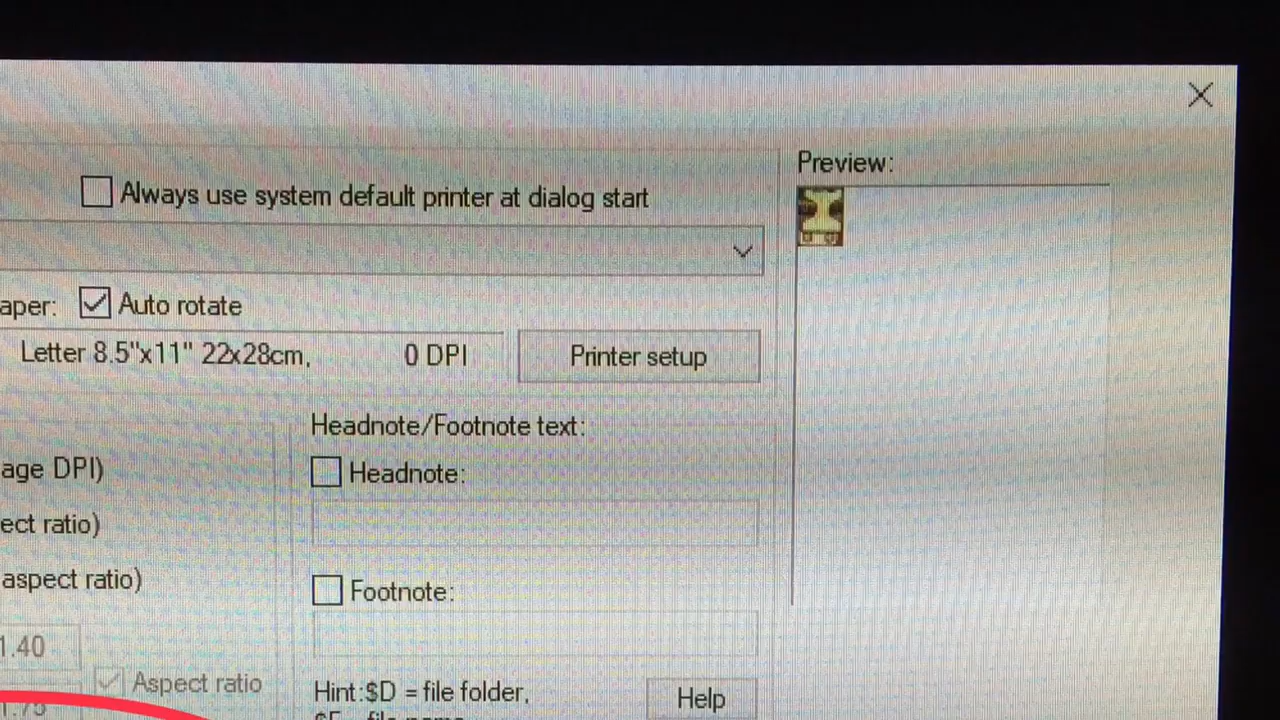 Preview:
Always use system default printer at dialog start
aper: Auto rotate
Letter 8.5"x11" 22x28cm, 0 DPI
Printer setup
Headnote/Footnote text:
age DPI)
Headnote:
ect ratio)
aspect ratio)
Footnote:
1.40
Aspect ratio
Hint:$D = file folder,
Help
1.75